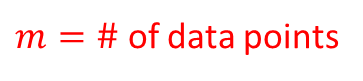 m = # of data points